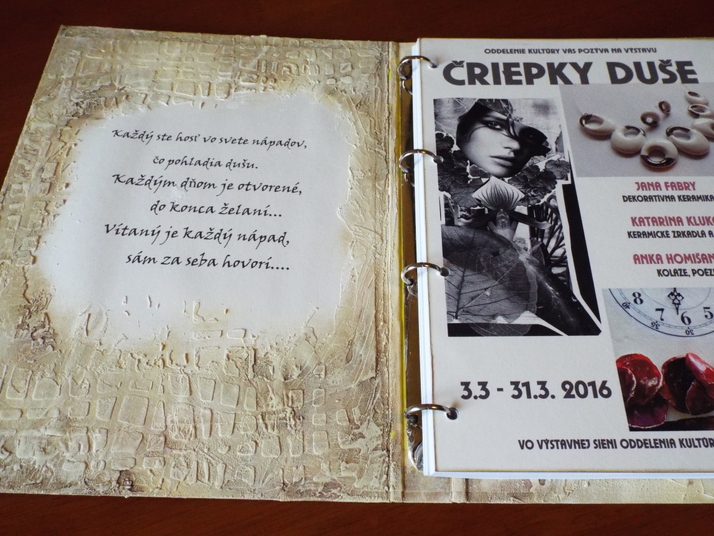 Každý ste hosť vo svete nápadov,
čo pohladia dušu.
Každým dňom je otvorené,
do konca želaní...
Vítaný je každý nápad,
sám za seba hovorí....
ODDELENIE KULTÚRY VÁS POZÝVA NA VÝSTAVU
ČRIEPKY DUŠE
JANA FABRY
DEKORATÍVNA KERAMIKA
KATARÍNA KLUK
KERAMICKÉ ZRKADLÁ A
ANKA HOMIŠAN
KOLÁŽE, POÉZ
3.3 - 31.3. 2016
VO VÝSTAVNEJ SIENI ODDELENIA KULTÚR